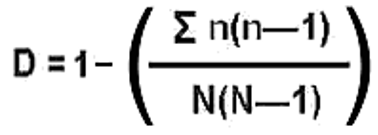 D = 1 - ( Σ n(n—1) / N(N—1) )